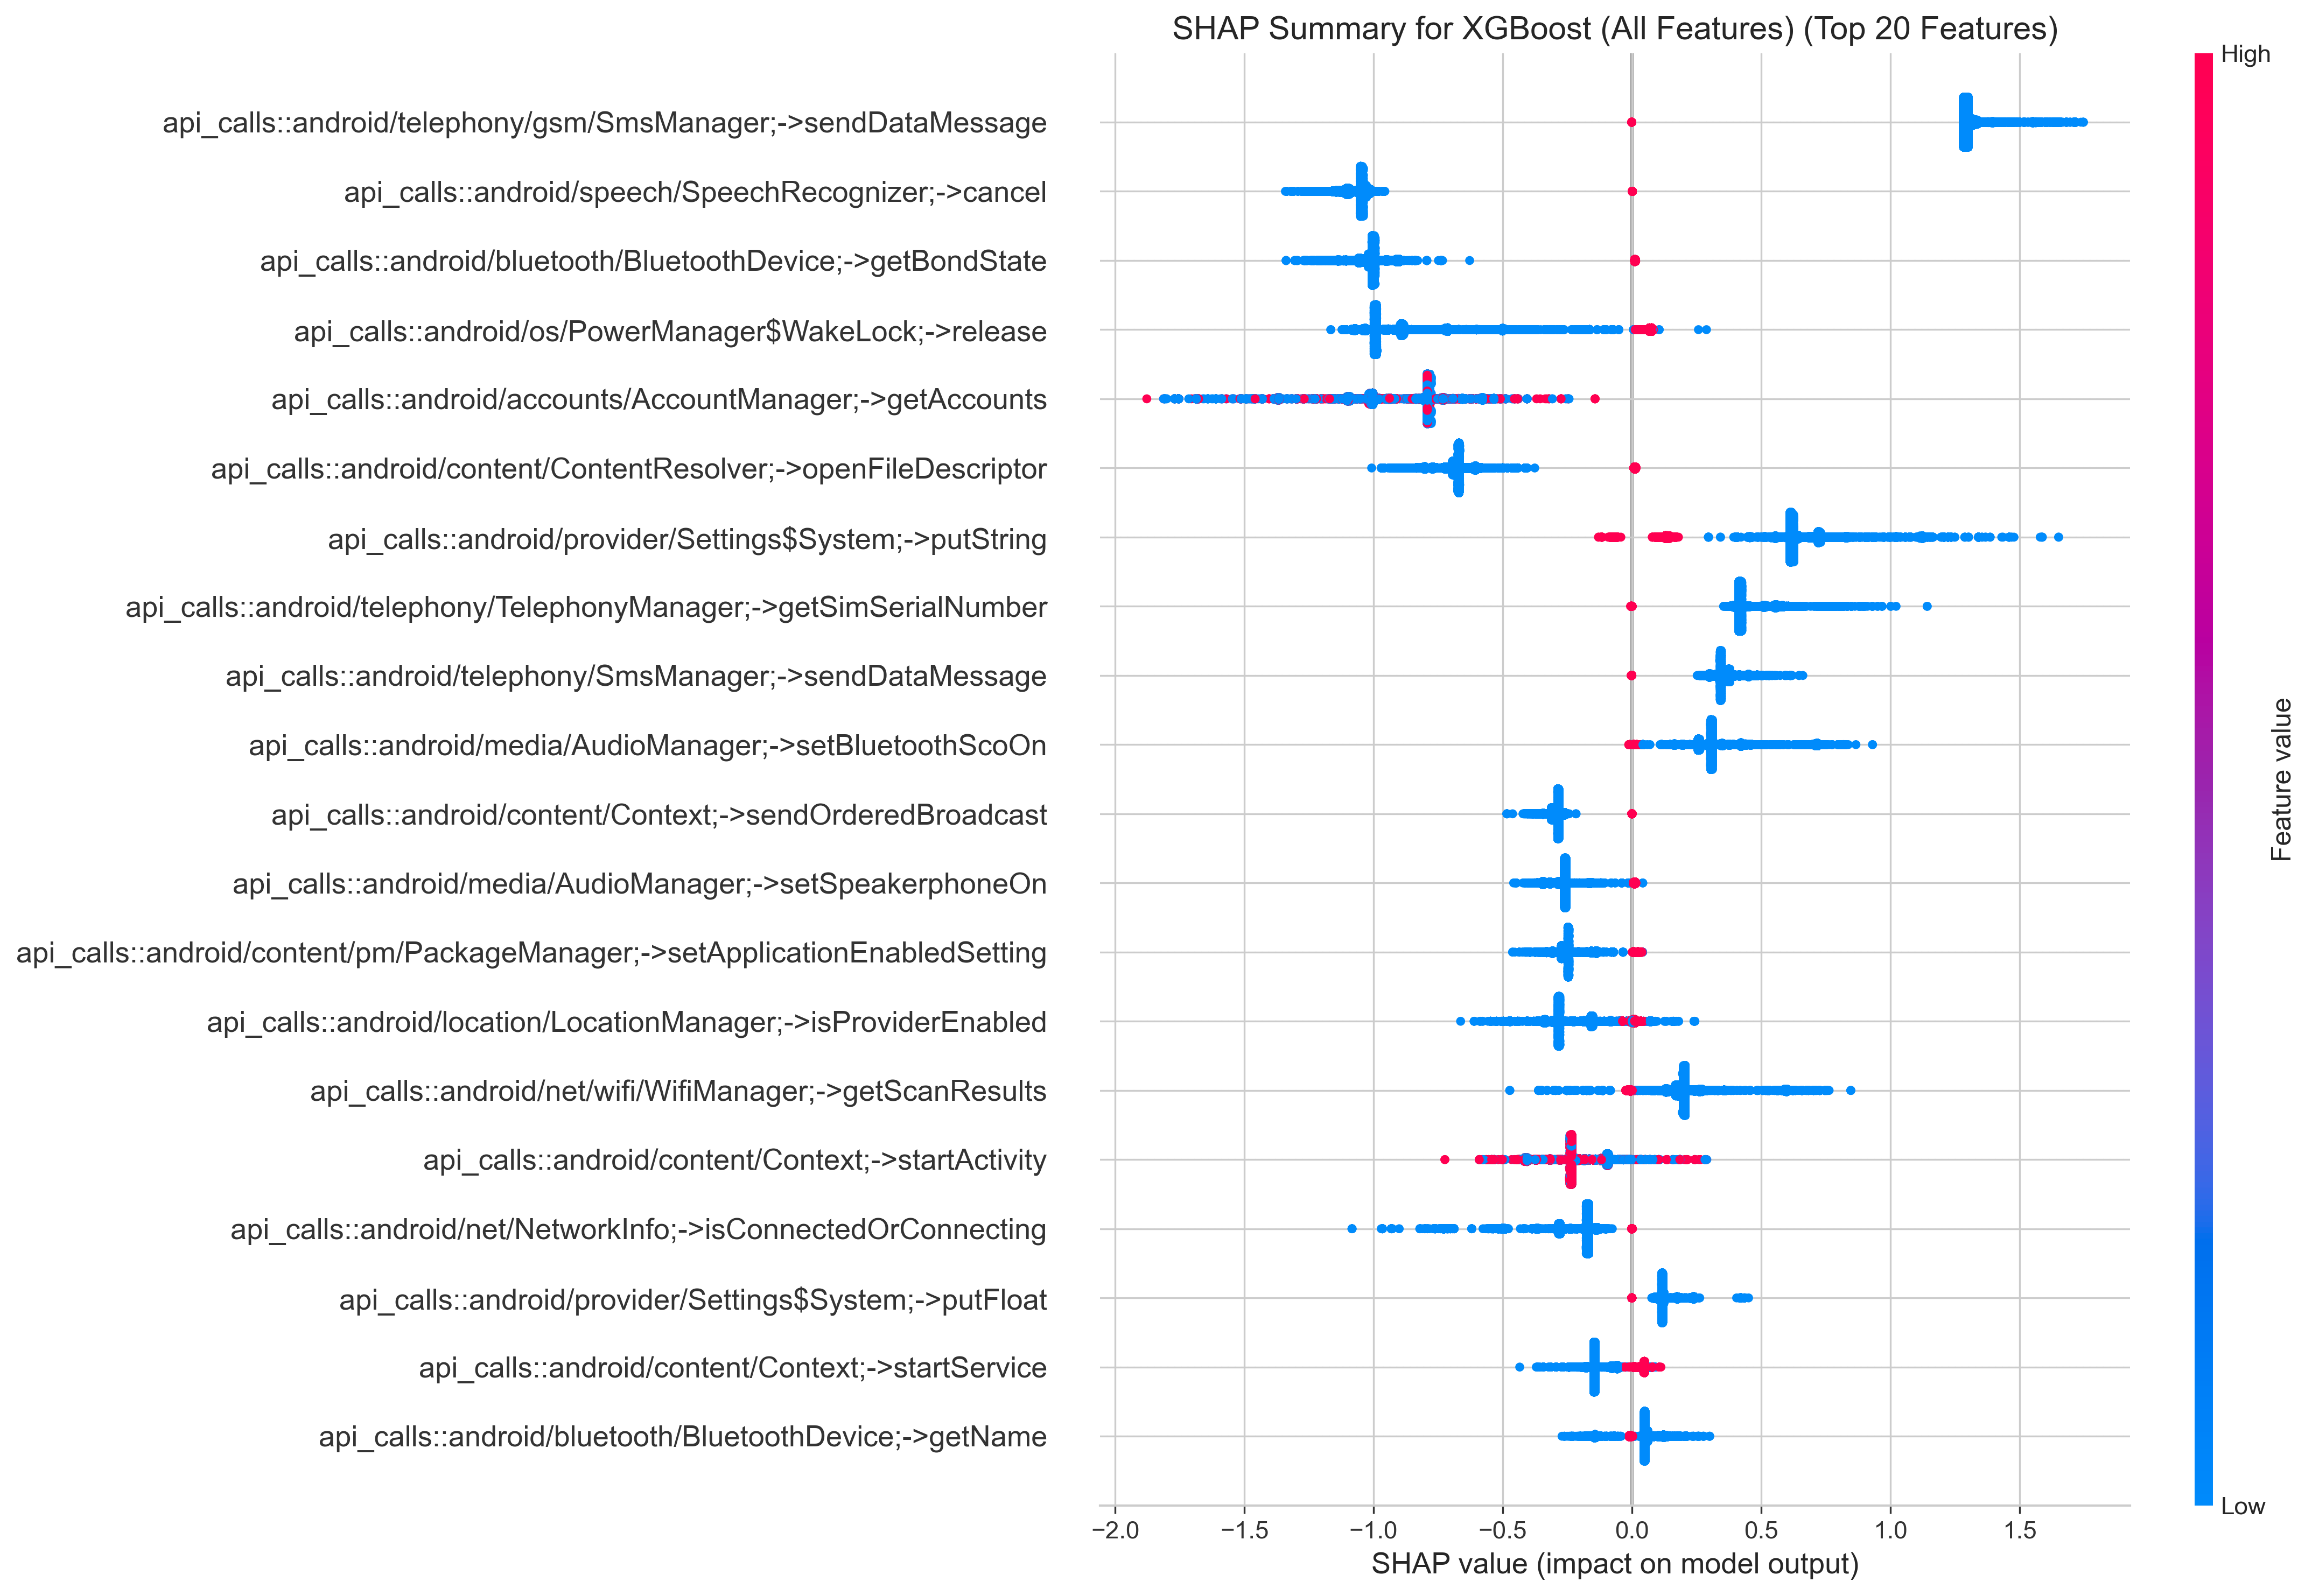 SHAP Summary for XGBoost (All Features) (Top 20 Features)
High
api_calls::android/telephony/gsm/SmsManager;->sendDataMessage
api_calls::android/speech/SpeechRecognizer;->cancel
api_calls::android/bluetooth/BluetoothDevice;->getBondState
api_calls::android/os/PowerManager$WakeLock;->release
api_calls::android/accounts/AccountManager;->getAccounts
api_calls::android/content/ContentResolver;->openFileDescriptor
api_calls::android/provider/Settings$System;->putString
api_calls::android/telephony/TelephonyManager;->getSimSerialNumber
api_calls::android/telephony/SmsManager;->sendDataMessage
api_calls::android/media/AudioManager;->setBluetoothScoOn
api_calls::android/content/Context;->sendOrderedBroadcast
api_calls::android/media/AudioManager;->setSpeakerphoneOn
api_calls::android/content/pm/PackageManager;->setApplicationEnabledSetting
api_calls::android/location/LocationManager;->isProviderEnabled
api_calls::android/net/wifi/WifiManager;->getScanResults
api_calls::android/content/Context;->startActivity
api_calls::android/net/NetworkInfo;->isConnectedOrConnecting
api_calls::android/provider/Settings$System;->putFloat
api_calls::android/content/Context;->startService
api_calls::android/bluetooth/BluetoothDevice;->getName
Feature value
Low
−2.0 −1.5 −1.0 −0.5 0.0 0.5 1.0 1.5
SHAP value (impact on model output)